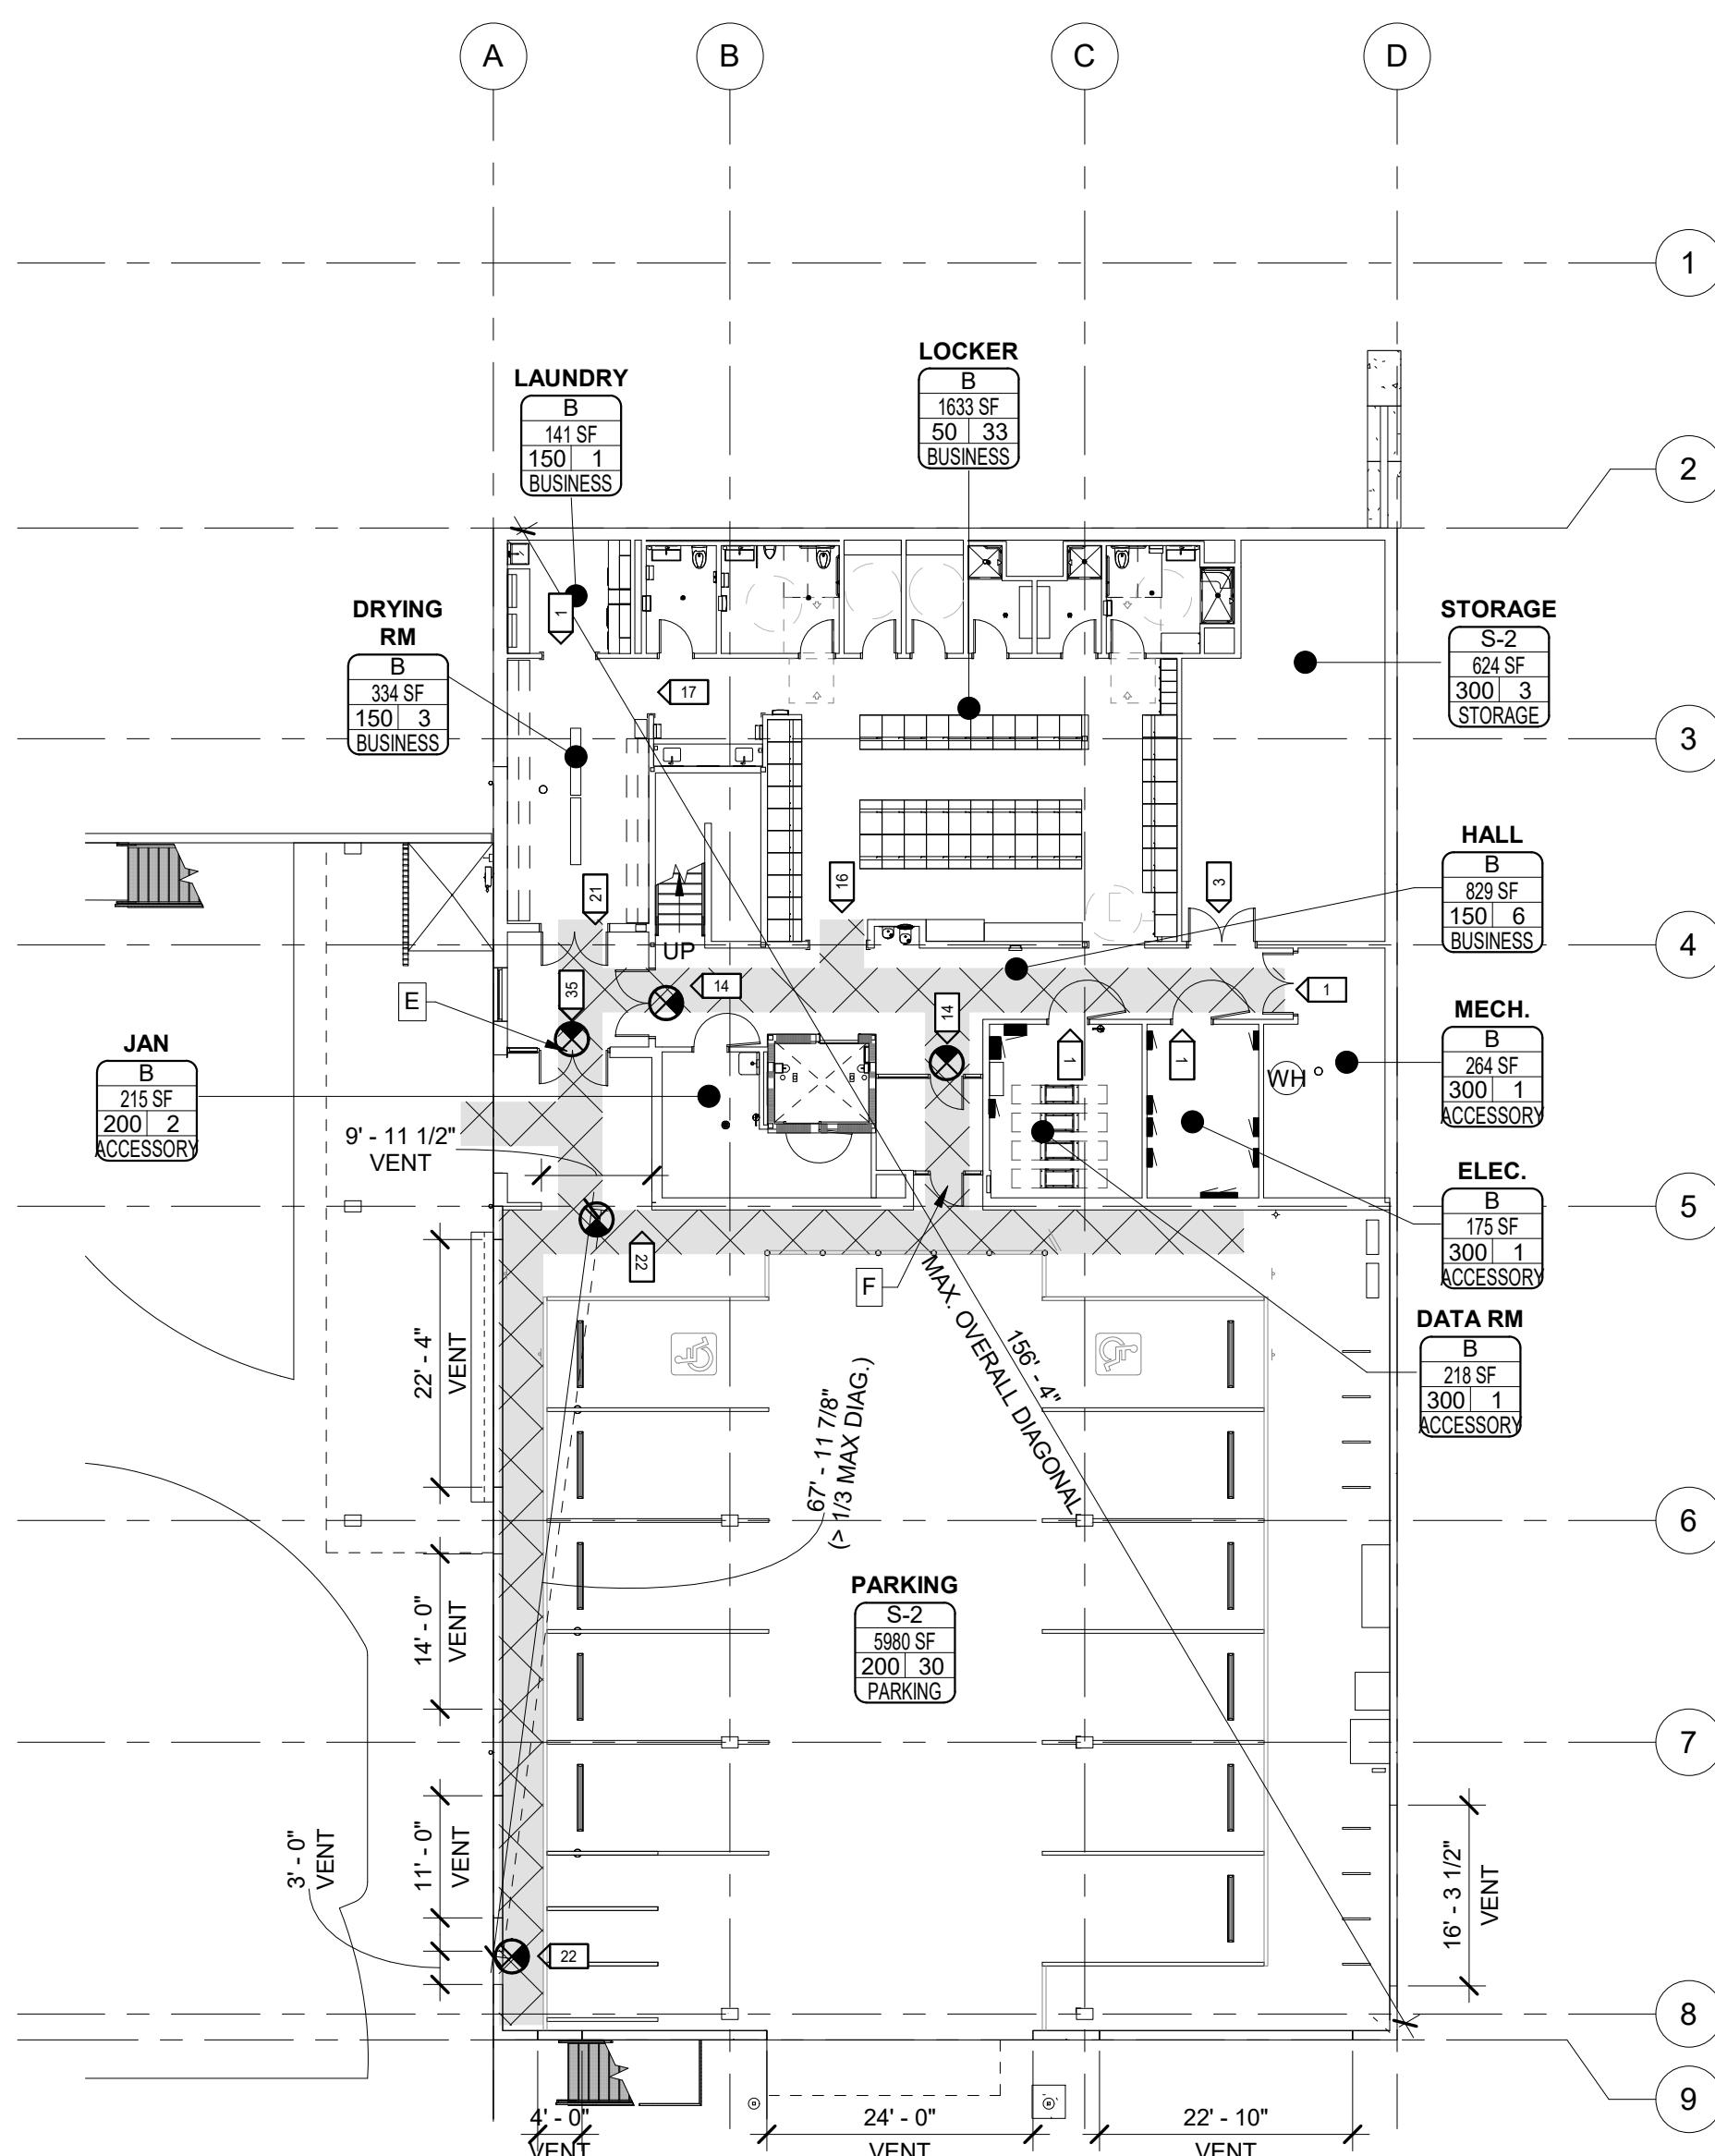 A
B
C
D
1
2
3
4
5
6
7
8
9
LAUNDRY
B
141 SF
150 1
BUSINESS
LOCKER
B
1633 SF
50 33
BUSINESS
DRYING
RM
B
334 SF
150 3
BUSINESS
STORAGE
S-2
624 SF
300 3
STORAGE
HALL
B
829 SF
150 6
BUSINESS
MECH.
B
264 SF
300 1
ACCESSORY
JAN
B
215 SF
200 2
ACCESSORY
ELEC.
B
175 SF
300 1
ACCESSORY
DATA RM
B
218 SF
300 1
ACCESSORY
PARKING
S-2
5980 SF
200 30
PARKING
1
17
21
16
3
UP
35
14
14
1
1
1
E
WH
F
22
22
9' - 11 1/2"
VENT
22' - 4"
VENT
14' - 0"
VENT
11' - 0"
VENT
3' - 0"
VENT
67' - 11 7/8"
(> 1/3 MAX DIAG.)
156' - 4"
MAX. OVERALL DIAGONAL
16' - 3 1/2"
VENT
4' - 0"
VENT
24' - 0"
VENT
22' - 10"
VENT